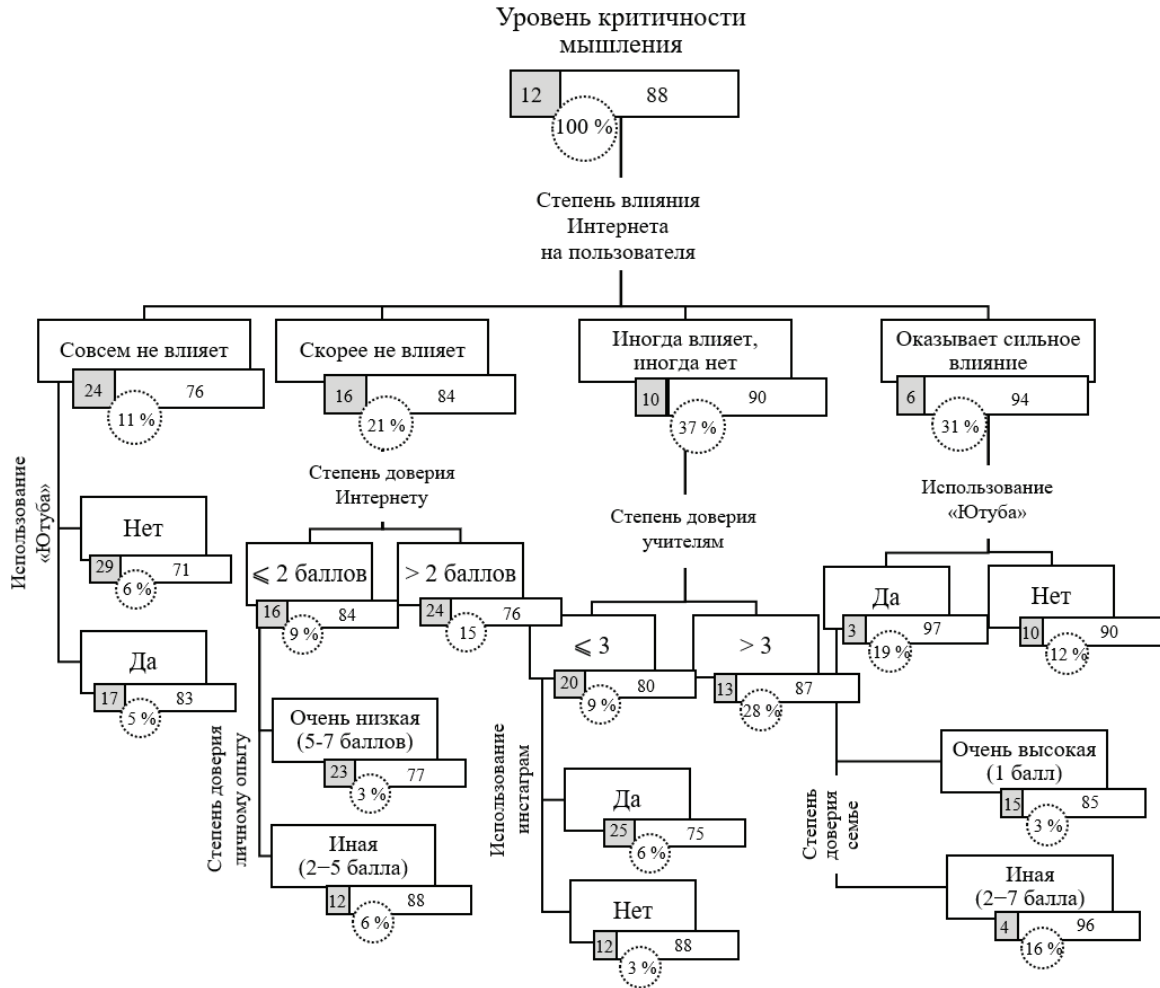 Уровень критичности
мышления
12 88
100 %
Степень влияния
Интернета
на пользователя
Совсем не влияет
24 76
11 %
Скорее не влияет
16 84
21 %
Иногда влияет,
иногда нет
10 90
37 %
Оказывает сильное
влияние
6 94
31 %
Использование
«Ютуба»
Нет
29 71
6 %
Да
17 83
5 %
Степень доверия
Интернету
⩽ 2 баллов
16 84
9 %
> 2 баллов
24 76
15
Степень доверия
личному опыту
Очень низкая
(5-7 баллов)
23 77
3 %
Иная
(2−5 балла)
12 88
6 %
Степень доверия
учителям
⩽ 3
20 80
9 %
> 3
13 87
28 %
Использование
инстаграм
Да
25 75
6 %
Нет
12 88
3 %
Использование
«Ютуба»
Да
3 97
19 %
Нет
10 90
12 %
Степень
доверия
семье
Очень высокая
(1 балл)
15 85
3 %
Иная
(2−7 балла)
4 96
16 %